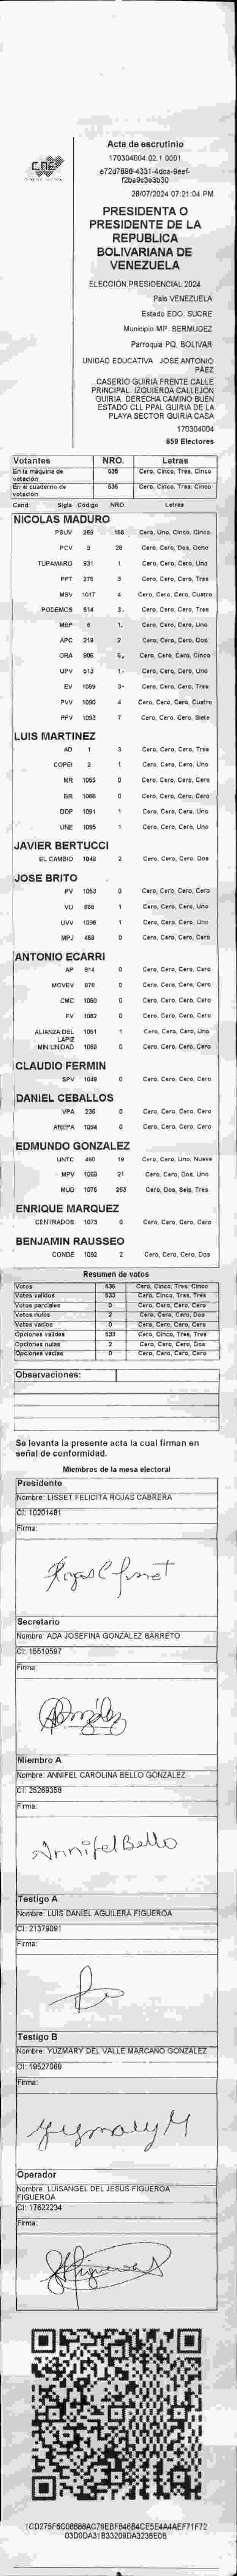 CNE
Acta de escrutinio
170304004.02.1.0001
28/07/2024 07:21:04 PM
PRESIDENTA O
PRESIDENTE DE LA
REPUBLICA
BOLIVARIANA DE
VENEZUELA
ELECCIÓN PRESIDENCIAL 2024
País VENEZUELA
Estado EDO. SUCRE
Municipio MP. BERMUDEZ
Parroquia PQ. BOLIVAR
UNIDAD EDUCATIVA JOSE ANTONIO
PÁEZ
CASERIO GUIRIA FRENTE CALLE
PRINCIPAL IZQUIERDA CALLEJÓN
GUIRIA DERECHA CAMINO BUEN
ESTADO CLL PPAL GUIRIA DE LA
PLAYA SECTOR GUIRIA CASA
170304004
859 Electores
Votantes NRO. Letras
En la máquina de votación 535 Cero, Cinco, Tres, Cinco
En el cuaderno de votación 535 Cero, Cinco, Tres, Cinco
Cand. Sigla Código NRO. Letras
NICOLAS MADURO
PSUV 269 155 Cero, Uno, Cinco, Cinco
PCV 9 28 Cero, Cero, Dos, Ocho
TUPAMARO 931 1 Cero, Cero, Cero, Uno
PPT 275 3 Cero, Cero, Cero, Tres
MSV 1017 4 Cero, Cero, Cero, Cuatro
PODEMOS 514 3 Cero, Cero, Cero, Tres
MEP 6 1 Cero, Cero, Cero, Uno
APC 219 2 Cero, Cero, Cero, Dos
ORA 906 5 Cero, Cero, Cero, Cinco
UPV 513 1 Cero, Cero, Cero, Uno
EV 1089 3 Cero, Cero, Cero, Tres
PVV 1090 4 Cero, Cero, Cero, Cuatro
PFV 1093 7 Cero, Cero, Cero, Siete
LUIS MARTINEZ
AD 1 3 Cero, Cero, Cero, Tres
COPEI 2 1 Cero, Cero, Cero, Uno
MR 1055 0 Cero, Cero, Cero, Cero
BR 1066 0 Cero, Cero, Cero, Cero
DDP 1091 1 Cero, Cero, Cero, Uno
UNE 1095 1 Cero, Cero, Cero, Uno
JAVIER BERTUCCI
EL CAMBIO 1046 2 Cero, Cero, Cero, Dos
JOSE BRITO
PV 1053 0 Cero, Cero, Cero, Cero
VU 868 1 Cero, Cero, Cero, Uno
UVV 1096 1 Cero, Cero, Cero, Uno
MPJ 459 0 Cero, Cero, Cero, Cero
ANTONIO ECARRI
AP 914 0 Cero, Cero, Cero, Cero
MOVEV 978 0 Cero, Cero, Cero, Cero
CMC 1050 0 Cero, Cero, Cero, Cero
FV 1082 0 Cero, Cero, Cero, Cero
ALIANZA DEL LÁPIZ 1051 1 Cero, Cero, Cero, Uno
MIN UNIDAD 1068 0 Cero, Cero, Cero, Cero
CLAUDIO FERMIN
SPV 1049 0 Cero, Cero, Cero, Cero
DANIEL CEBALLOS
VPA 235 0 Cero, Cero, Cero, Cero
AREPA 1094 0 Cero, Cero, Cero, Cero
EDMUNDO GONZALEZ
UNTC 460 19 Cero, Cero, Uno, Nueve
MPV 1069 21 Cero, Cero, Dos, Uno
MUD 1075 263 Cero, Dos, Seis, Tres
ENRIQUE MARQUEZ
CENTRADOS 1073 0 Cero, Cero, Cero, Cero
BENJAMIN RAUSSEO
CONDE 1092 2 Cero, Cero, Cero, Dos
Resumen de votos
Votos 535 Cero, Cinco, Tres, Cinco
Votos validos 533 Cero, Cinco, Tres, Tres
Votos parciales 0 Cero, Cero, Cero, Cero
Votos nulos 2 Cero, Cero, Cero, Dos
Votos vacios 0 Cero, Cero, Cero, Cero
Opciones validas 533 Cero, Cinco, Tres, Tres
Opciones nulas 2 Cero, Cero, Cero, Dos
Opciones vacias 0 Cero, Cero, Cero, Cero
Observaciones:
Se levanta la presente acta la cual firman en
señal de conformidad.
Miembros de la mesa electoral
Presidente
Nombre: LISSET FELICITA ROJAS CABRERA
CI: 10201481
Firma:
Secretario
Nombre: ADA JOSEFINA GONZALEZ BARRETO
CI: 15510597
Firma:
Miembro A
Nombre: ANNIFEL CAROLINA BELLO GONZALEZ
CI: 25269358
Firma:
Annifel Bello
Testigo A
Nombre: LUIS DANIEL AGUILERA FIGUEROA
CI: 21379091
Firma:
Testigo B
Nombre: YUZMARY DEL VALLE MARCANO GONZALEZ
CI: 19527069
Firma:
Operador
Nombre: LUISANGEL DEL JESUS FIGUEROA
FIGUEROA
CI: 17622234
Firma: